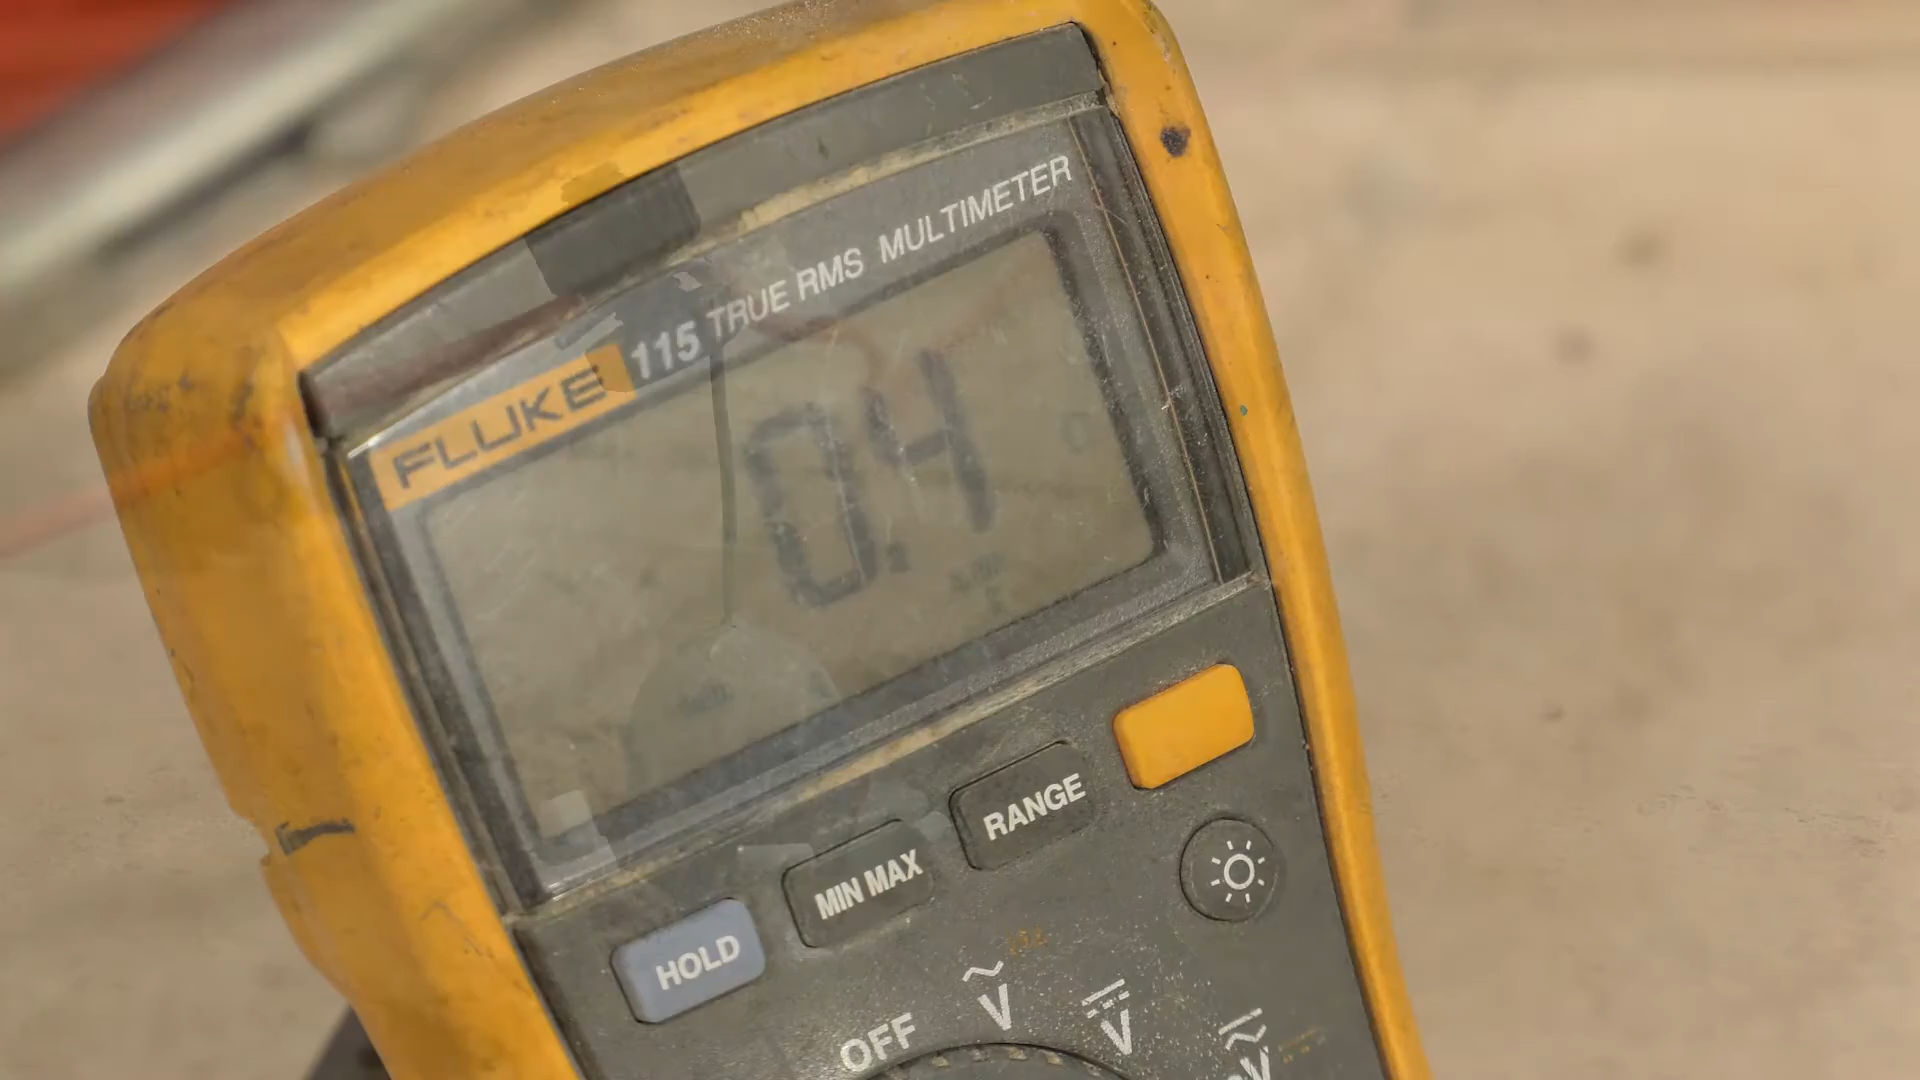 FLUKE 115 TRUE RMS MULTIMETER
0.4
HOLD MIN MAX RANGE
OFF V V